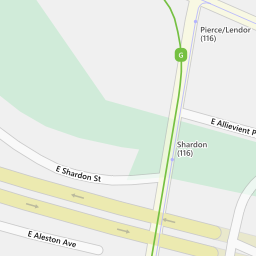 Pierce/Lendor
(116)
G
E Allievient P
Shardon
(116)
E Shardon St
E Aleston Ave